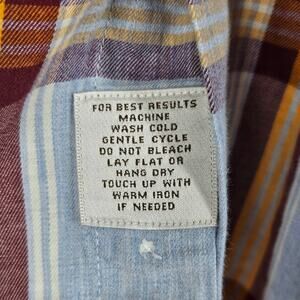 FOR BEST RESULTS
MACHINE
WASH COLD
GENTLE CYCLE
DO NOT BLEACH
LAY FLAT OR
HANG DRY
TOUCH UP WITH
WARM IRON
IF NEEDED